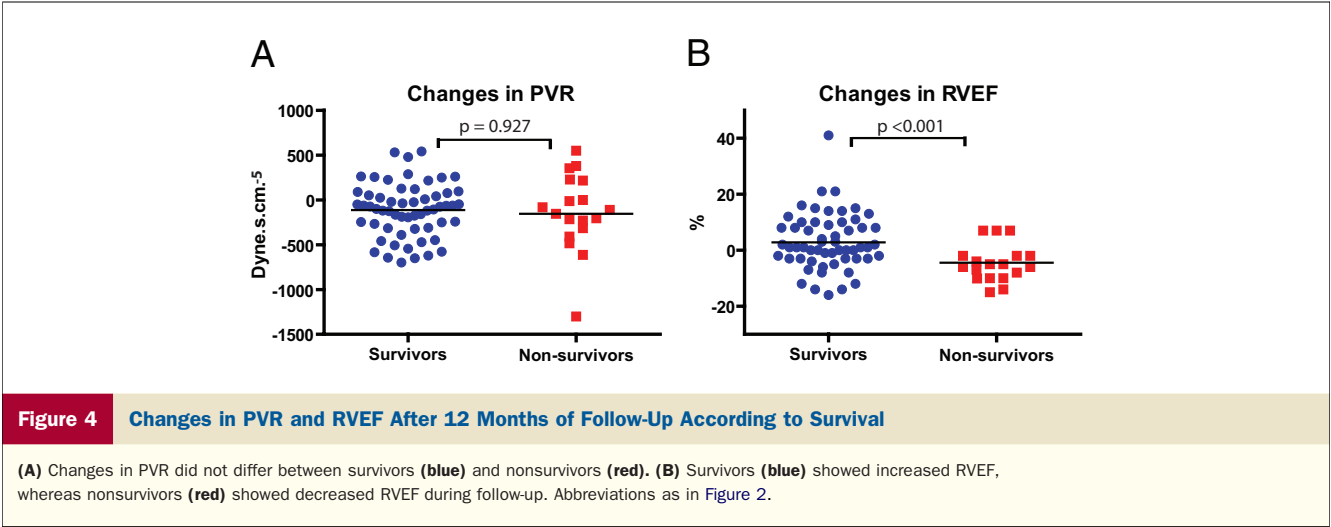 A
B
Changes in PVR
Changes in RVEF
p = 0.927
p <0.001
Dyne.s.cm.-5
1000
500
0
-500
-1000
-1500
%
40
20
0
-20
Survivors
Non-survivors
Survivors
Non-survivors
Figure 4
Changes in PVR and RVEF After 12 Months of Follow-Up According to Survival
(A) Changes in PVR did not differ between survivors (blue) and nonsurvivors (red). (B) Survivors (blue) showed increased RVEF,
whereas nonsurvivors (red) showed decreased RVEF during follow-up. Abbreviations as in Figure 2.